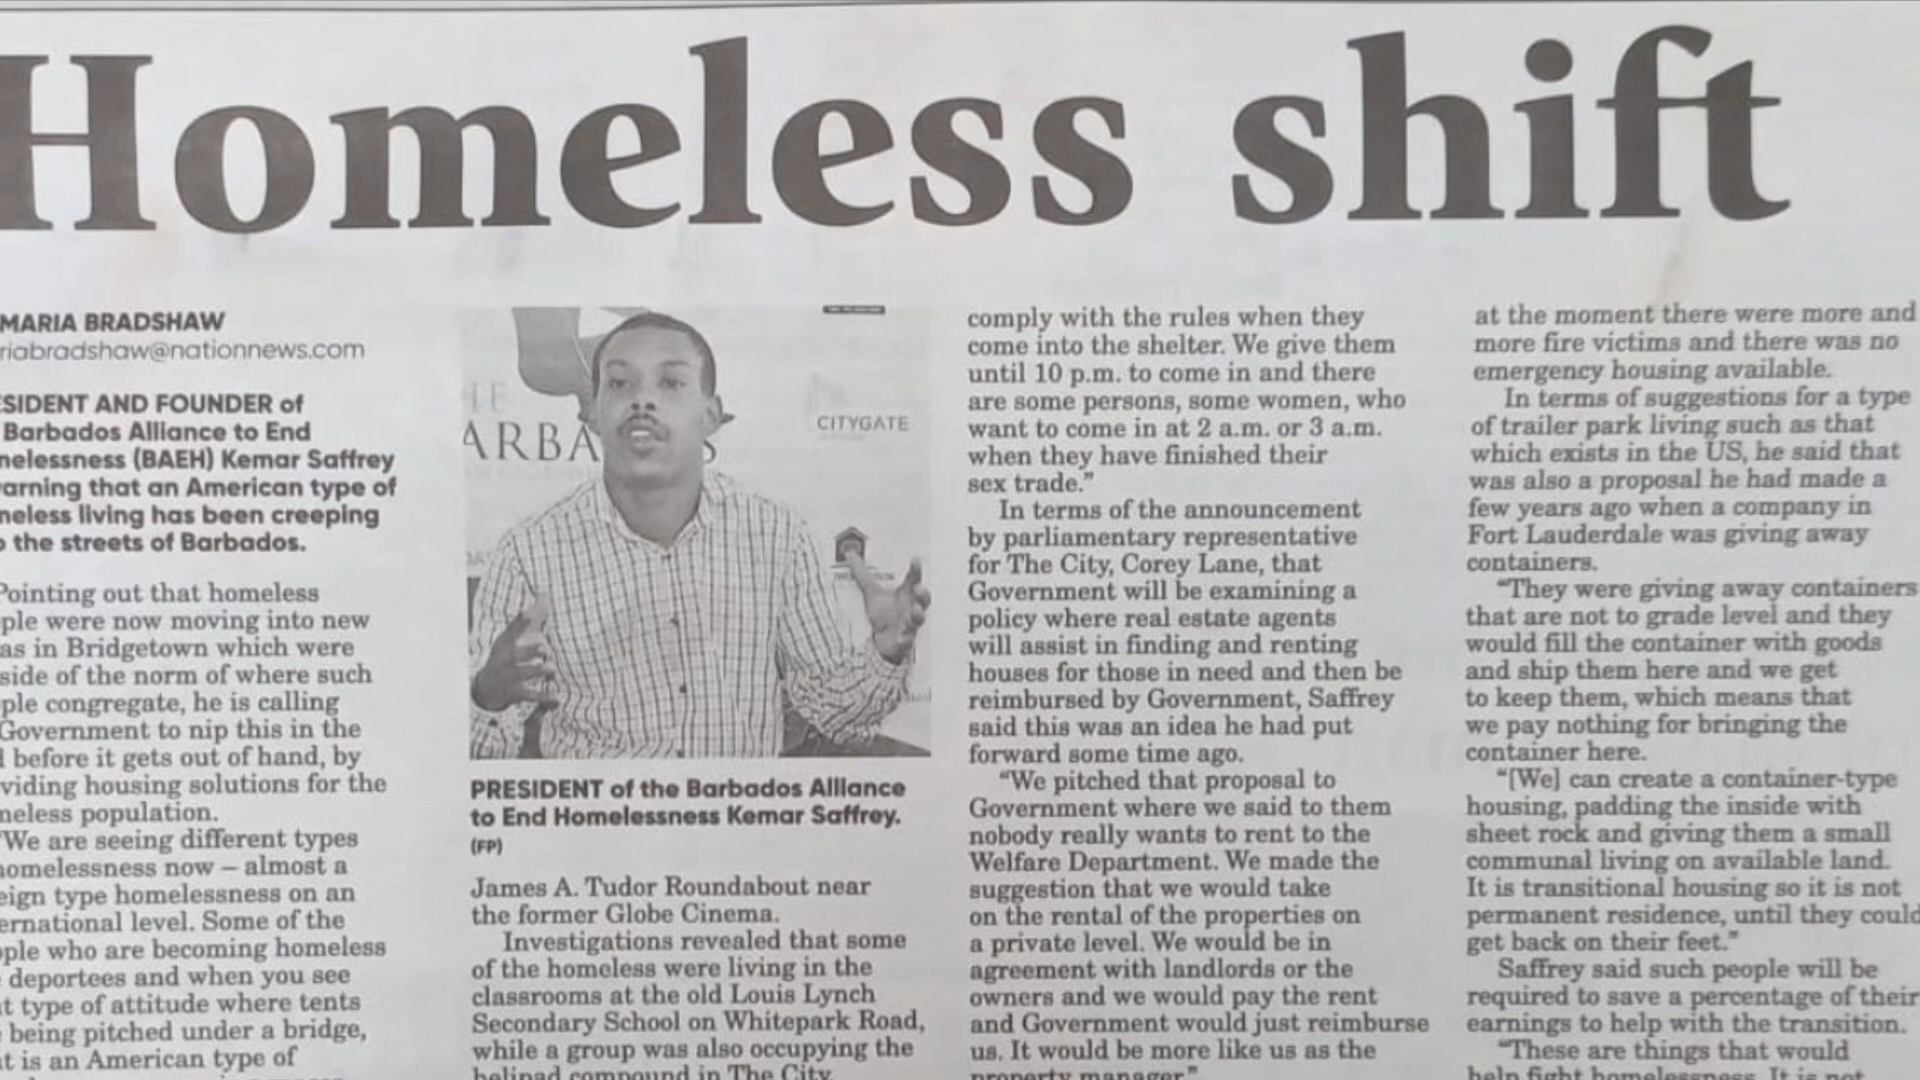 Homeless shift
MARIA BRADSHAW
riabradshaw@nationnews.com
SIDENT AND FOUNDER of
Barbados Alliance to End
nelessness (BAEH) Kemar Saffrey
arning that an American type of
neless living has been creeping
o the streets of Barbados.
Pointing out that homeless
ple were now moving into new
as in Bridgetown which were
side of the norm of where such
ple congregate, he is calling
Government to nip this in the
d before it gets out of hand, by
viding housing solutions for the
neless population.
"We are seeing different types
homelessness now – almost a
eign type homelessness on an
ernational level. Some of the
ople who are becoming homeless
deportees and when you see
t type of attitude where tents
being pitched under a bridge,
t is an American type of
ARBA S
CITYGATE
PRESIDENT of the Barbados Alliance
to End Homelessness Kemar Saffrey.
(FP)
James A. Tudor Roundabout near
the former Globe Cinema.
Investigations revealed that some
of the homeless were living in the
classrooms at the old Louis Lynch
Secondary School on Whitepark Road,
while a group was also occupying the
helipad compound in The City.
comply with the rules when they
come into the shelter. We give them
until 10 p.m. to come in and there
are some persons, some women, who
want to come in at 2 a.m. or 3 a.m.
when they have finished their
sex trade."
In terms of the announcement
by parliamentary representative
for The City, Corey Lane, that
Government will be examining a
policy where real estate agents
will assist in finding and renting
houses for those in need and then be
reimbursed by Government, Saffrey
said this was an idea he had put
forward some time ago.
"We pitched that proposal to
Government where we said to them
nobody really wants to rent to the
Welfare Department. We made the
suggestion that we would take
on the rental of the properties on
a private level. We would be in
agreement with landlords or the
owners and we would pay the rent
and Government would just reimburse
us. It would be more like us as the
property manager."
at the moment there were more and
more fire victims and there was no
emergency housing available.
In terms of suggestions for a type
of trailer park living such as that
which exists in the US, he said that
was also a proposal he had made a
few years ago when a company in
Fort Lauderdale was giving away
containers.
"They were giving away containers
that are not to grade level and they
would fill the container with goods
and ship them here and we get
to keep them, which means that
we pay nothing for bringing the
container here.
"[We] can create a container-type
housing, padding the inside with
sheet rock and giving them a small
communal living on available land.
It is transitional housing so it is not
permanent residence, until they could
get back on their feet."
Saffrey said such people will be
required to save a percentage of their
earnings to help with the transition.
"These are things that would
help fight homelessness. It is not